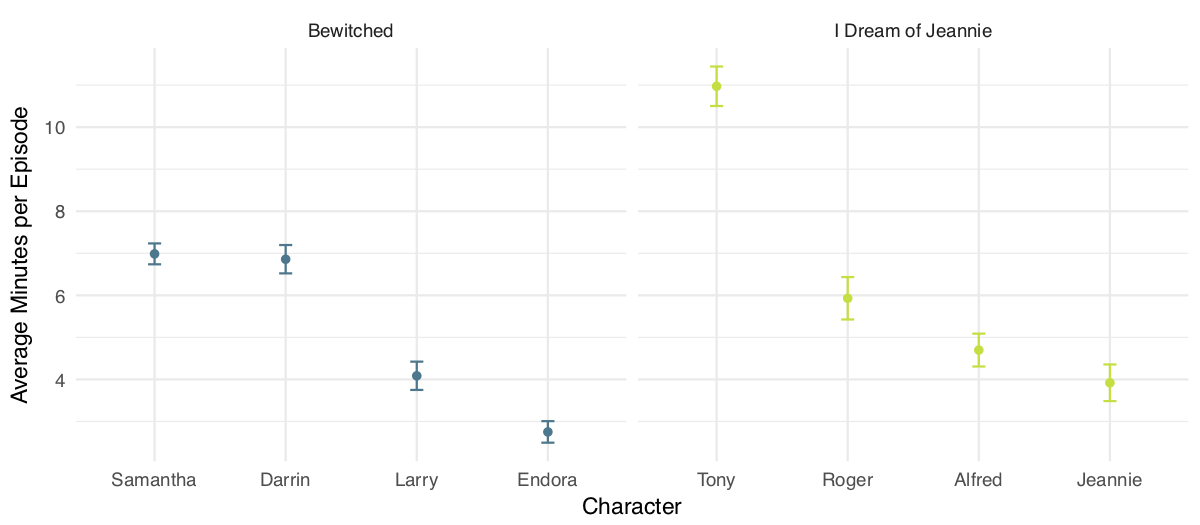 Bewitched
I Dream of Jeannie
Average Minutes per Episode
10
8
6
4
Samantha Darrin Larry Endora Tony Roger Alfred Jeannie
Character